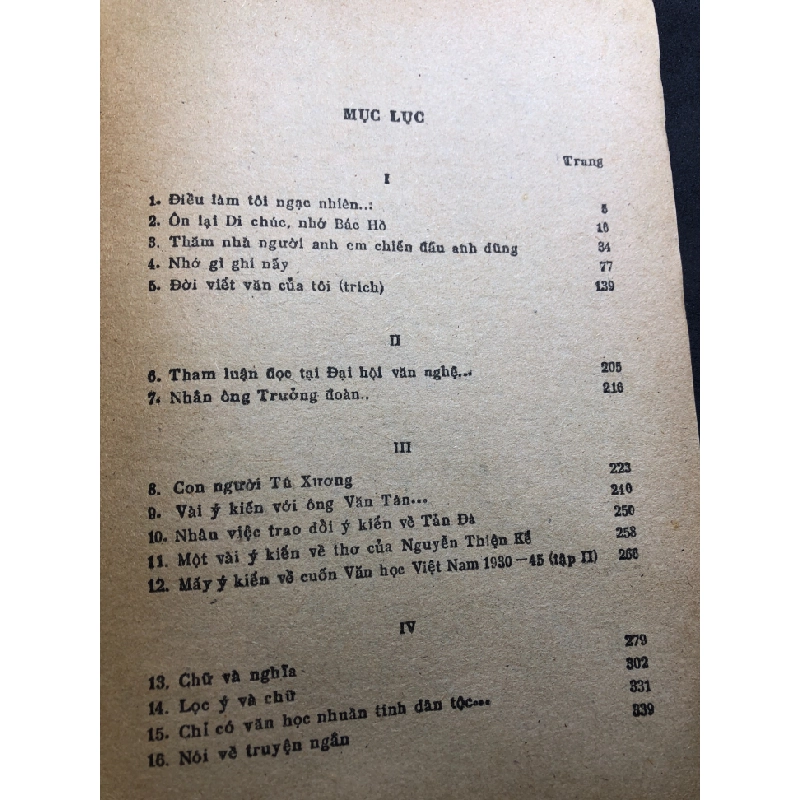 MỤC LỤC
Trang
I
1. Điều làm tôi ngạc nhiên..: 5
2. Ôn lại Di chúc, nhớ Bác Hồ 16
3. Thăm nhà người anh em chiến đấu anh dũng 34
4. Nhớ gì ghi nấy 77
5. Đời viết văn của tôi (trích) 139
II
6. Tham luận đọc tại Đại hội văn nghệ... 205
7. Nhân ông Trưởng đoàn.. 216
III
8. Con người Tú Xương 223
9. Vài ý kiến với ông Văn Tân... 240
10. Nhân việc trao đổi ý kiến về Tản Đà 250
11. Một vài ý kiến về thơ của Nguyễn Thiện Kế 258
12. Mấy ý kiến về cuốn Văn học Việt Nam 1930-45 (tập II) 266
IV
13. Chữ và nghĩa 279
14. Lọc ý và chữ 302
15. Chỉ có văn học nhuần tính dân tộc... 331
16. Nói về truyện ngắn 339